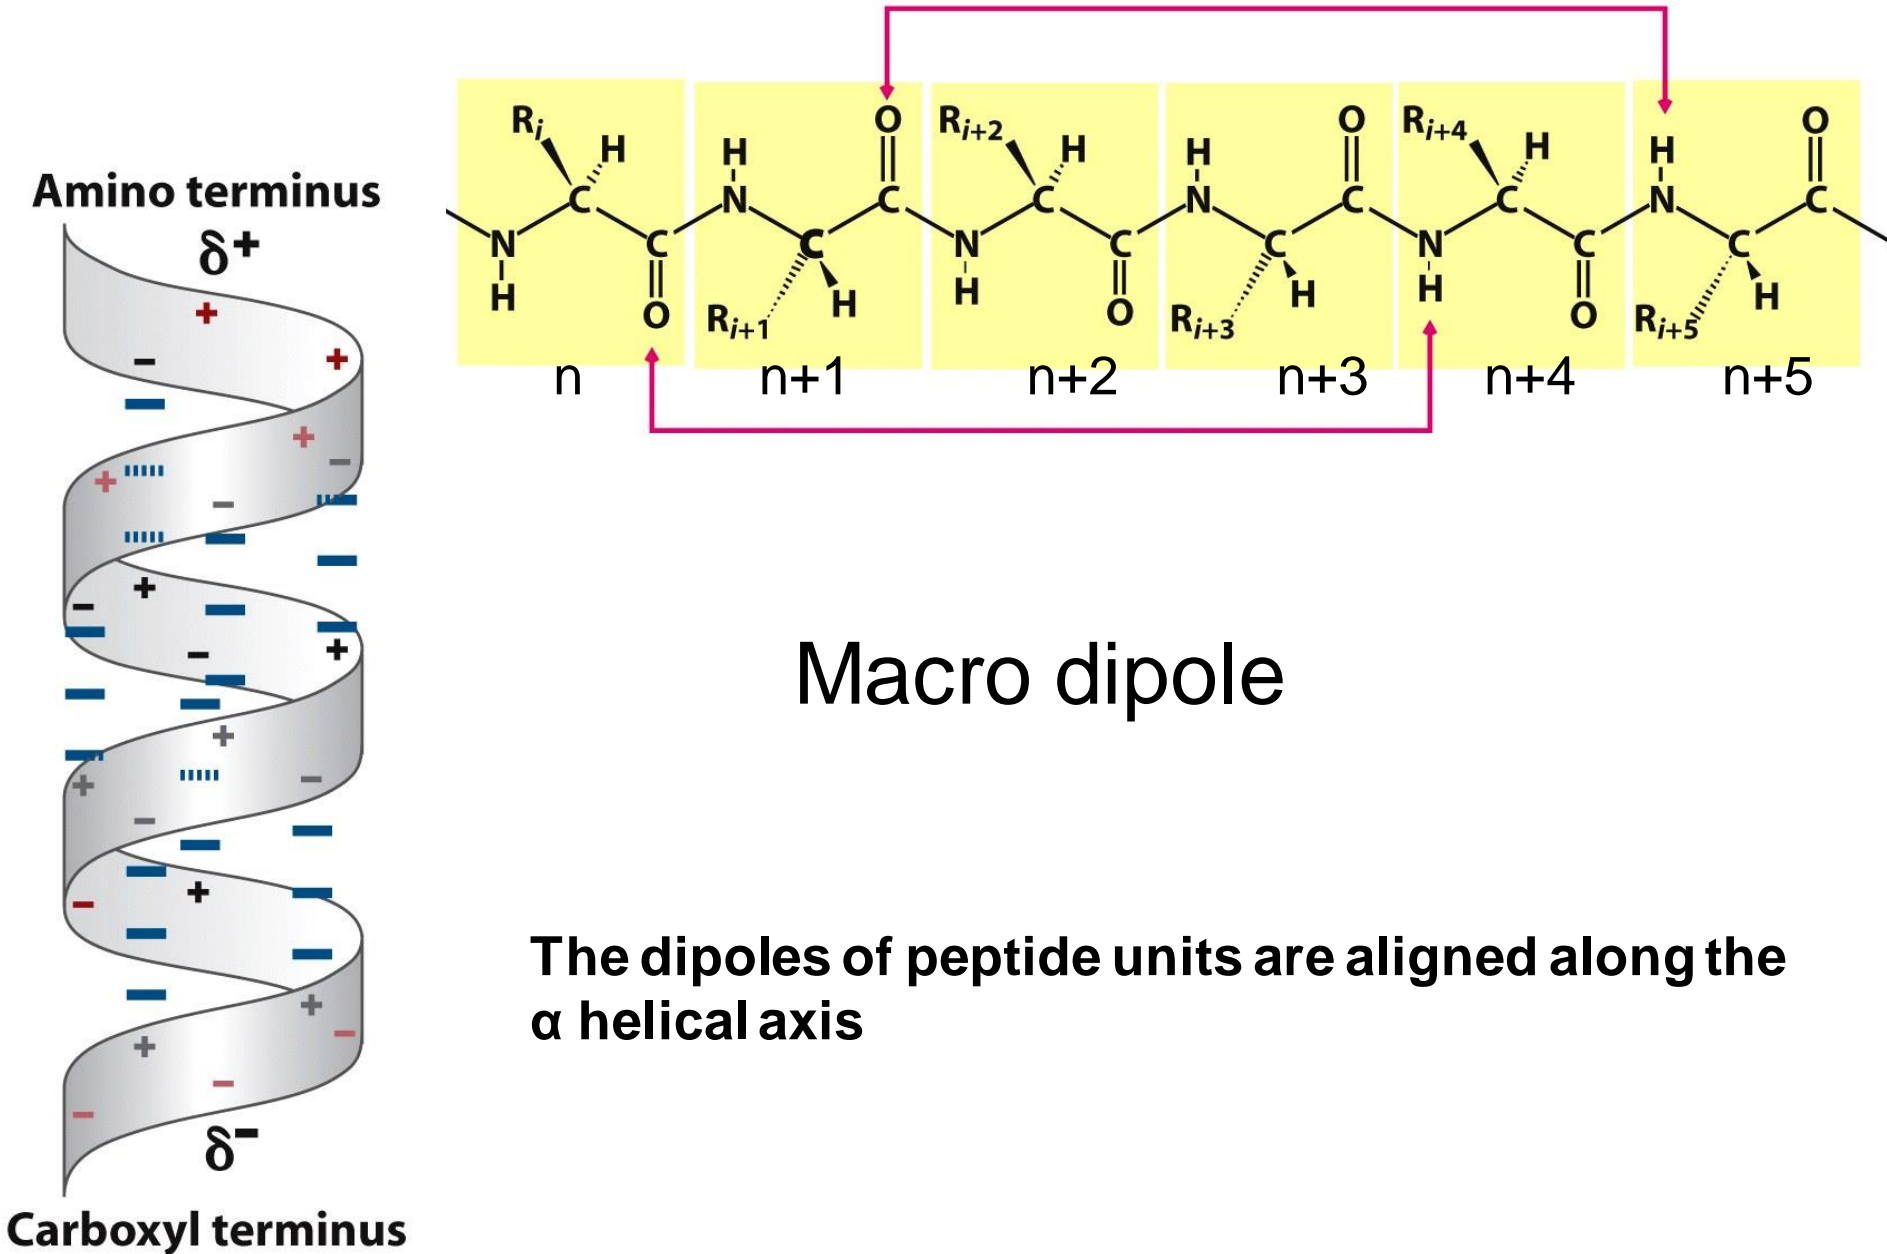 Amino terminus
δ+
+
−
+
+
−
+
−
+
−
−
+
+
−
+
−
−
+
+
−
+
−
−
δ−
Carboxyl terminus
O O O
Ri H H Ri+2 H H Ri+4 H H
N C C N C C N C C N C C N C C N C C
H O Ri+1 H H O Ri+3 H H O Ri+5 H
n n+1 n+2 n+3 n+4 n+5
Macro dipole
The dipoles of peptide units are aligned along the
α helical axis